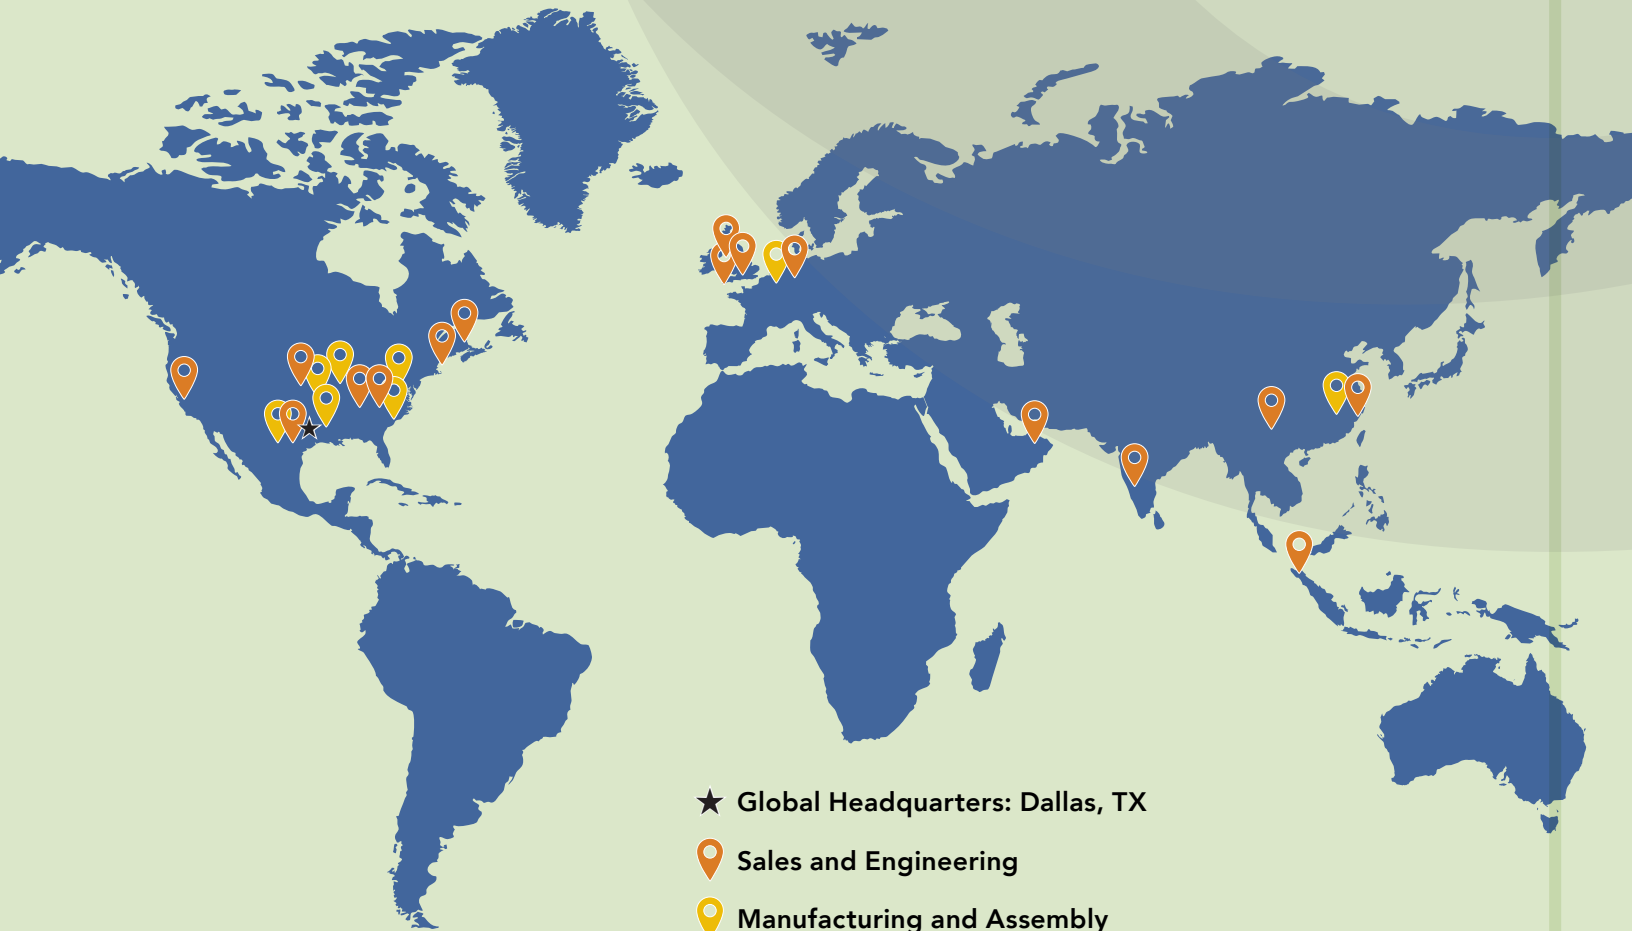 Global Headquarters: Dallas, TX
Sales and Engineering
Manufacturing and Assembly